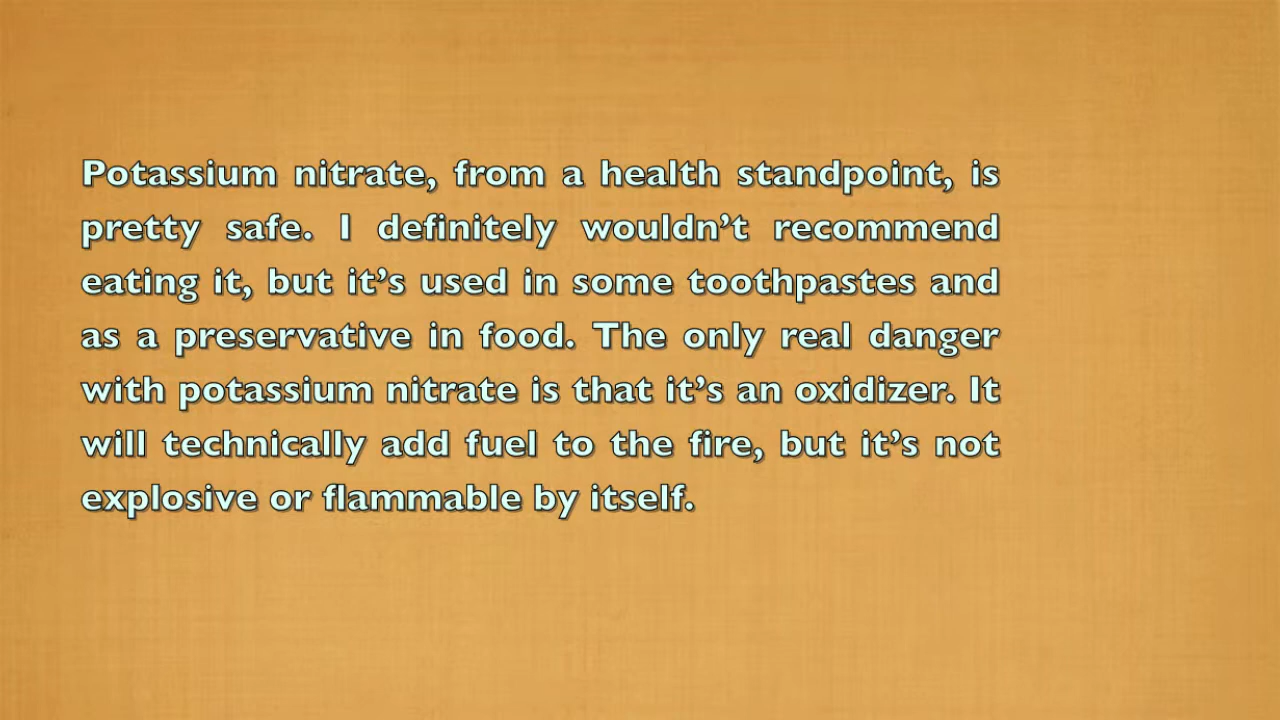 Potassium nitrate, from a health standpoint, is
pretty safe. I definitely wouldn’t recommend
eating it, but it’s used in some toothpastes and
as a preservative in food. The only real danger
with potassium nitrate is that it’s an oxidizer. It
will technically add fuel to the fire, but it’s not
explosive or flammable by itself.